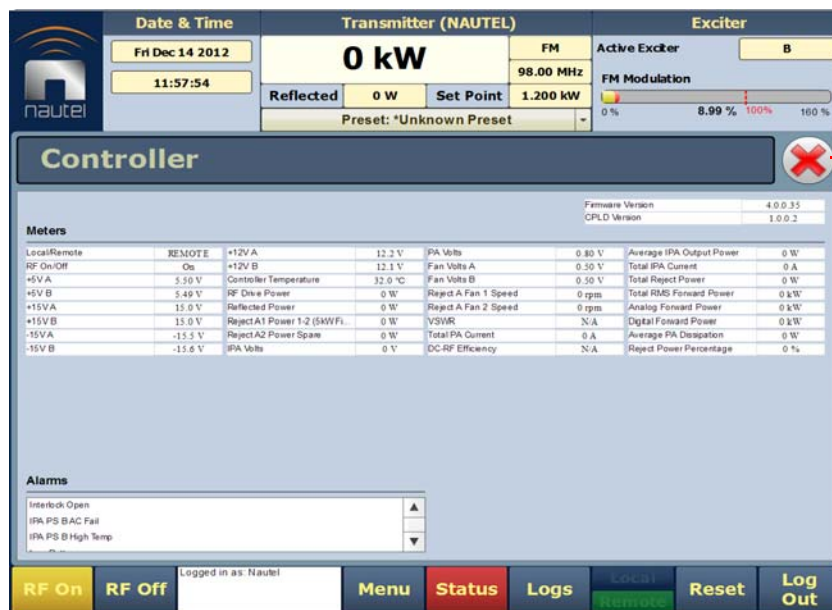 Date & Time Transmitter (NAUTEL) Exciter
Fri Dec 14 2012
11:57:54
0 kW
FM
98.00 MHz
Reflected 0 W Set Point 1.200 kW
Preset: *Unknown Preset
Active Exciter B
FM Modulation
0 % 8.99 % 100% 160 %
nautel
Controller
Firmware Version 4.0.0.35
CPLD Version 1.0.0.2
Meters
Local/Remote REMOTE +12V A 12.2 V PA Volts 0.80 V Average IPA Output Power 0 W
RF On/Off On +12V B 12.1 V Fan Volts A 0.50 V Total IPA Current 0 A
+5V A 5.50 V Controller Temperature 32.0 °C Fan Volts B 0.50 V Total Reject Power 0 W
+5V B 5.49 V RF Drive Power 0 W Reject A Fan 1 Speed 0 rpm Total RMS Forward Power 0 kW
+15V A 15.0 V Reflected Power 0 W Reject A Fan 2 Speed 0 rpm Analog Forward Power 0 kW
+15V B 15.0 V Reject A1 Power 1-2 (5kW Fi... 0 W VSWR N/A Digital Forward Power 0 kW
-15V A -15.5 V Reject A2 Power Spare 0 W Total PA Current 0 A Average PA Dissipation 0 W
-15V B -15.6 V IPA Volts 0 V DC-RF Efficiency N/A Reject Power Percentage 0 %
Alarms
Interlock Open
IPA PS B AC Fail
IPA PS B High Temp
Logged in as: Nautel
RF On RF Off Menu Status Logs Local Remote Reset Log Out